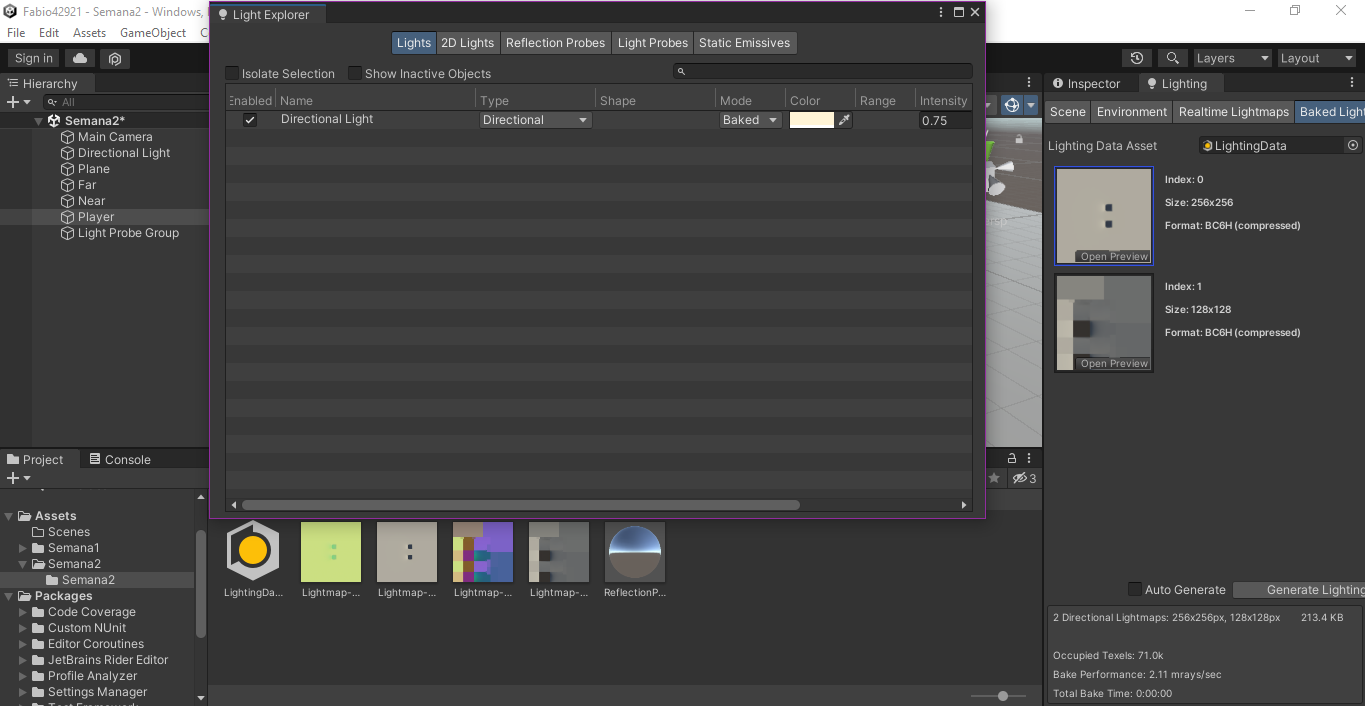 Fabio42921 - Semana2 - Windows,
File Edit Assets GameObject C
Sign in
Layers
Layout
Light Explorer
Lights 2D Lights Reflection Probes Light Probes Static Emissives
Isolate Selection Show Inactive Objects
Enabled Name Type Shape Mode Color Range Intensity
Directional Light Directional Baked 0.75
Hierarchy
All
Semana2*
Main Camera
Directional Light
Plane
Far
Near
Player
Light Probe Group
Inspector Lighting
Scene Environment Realtime Lightmaps Baked Light
Lighting Data Asset LightingData
Index: 0
Size: 256x256
Format: BC6H (compressed)
Open Preview
Index: 1
Size: 128x128
Format: BC6H (compressed)
Open Preview
Project Console
3
Assets
Scenes
Semana1
Semana2
Semana2
Packages
Code Coverage
Custom NUnit
Editor Coroutines
JetBrains Rider Editor
Profile Analyzer
Settings Manager
Test Framework
LightingDa... Lightmap-... Lightmap-... Lightmap-... Lightmap-... ReflectionP...
Auto Generate Generate Lighting
2 Directional Lightmaps: 256x256px, 128x128px 213.4 KB
Occupied Texels: 71.0k
Bake Performance: 2.11 mrays/sec
Total Bake Time: 0:00:00